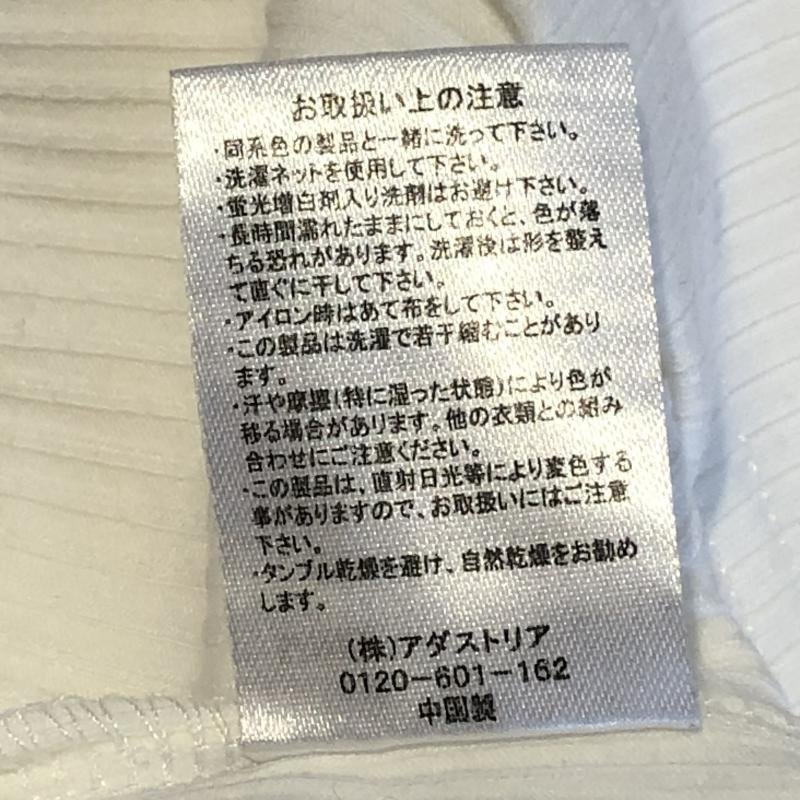 お取扱い上の注意
・同系色の製品と一緒に洗って下さい。
・洗濯ネットを使用して下さい。
・蛍光増白剤入り洗剤はお避け下さい。
・長時間濡れたままにしておくと、色が落
ちる恐れがあります。洗濯後は形を整え
て直ぐに干して下さい。
・アイロン時はあて布をして下さい。
・この製品は洗濯で若干縮むことがあり
ます。
・汗や摩擦(特に湿った状態)により色が
移る場合があります。他の衣類との組み
合わせにご注意ください。
・この製品は、直射日光等により変色する
事がありますので、お取扱いにはご注意
下さい。
・タンブル乾燥を避け、自然乾燥をお勧め
します。
(株)アダストリア
0120-601-162
中国製